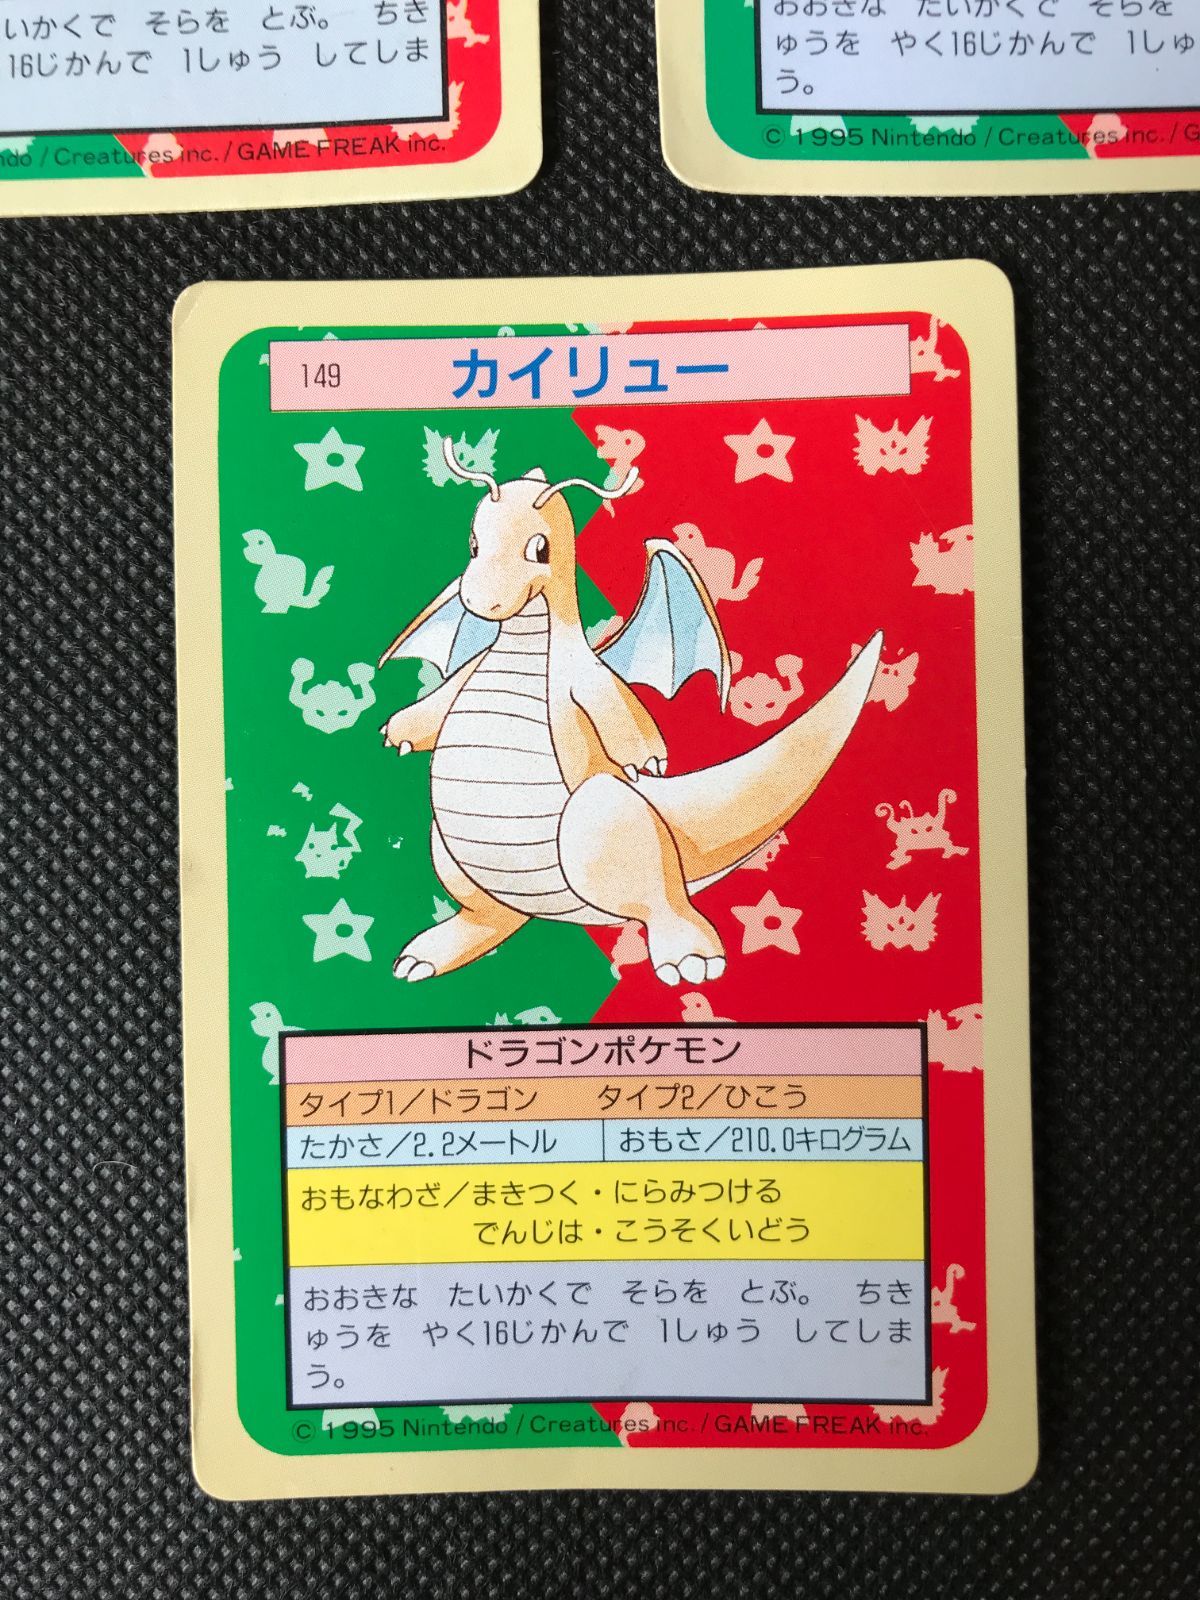 いかくで そらを とぶ。 ちき
16じかんで 1しゅう してしま
ndo / Creatures inc. / GAME FREAK inc.
おおきな たいかくで そらを
ゅうを やく16じかんで 1しゅ
う。
© 1995 Nintendo / Creatures inc. / G
149 カイリュー
ドラゴンポケモン
タイプ1/ドラゴン タイプ2/ひこう
たかさ/2.2メートル おもさ/210.0キログラム
おもなわざ/まきつく・にらみつける
でんじは・こうそくいどう
おおきな たいかくで そらを とぶ。 ちき
ゅうを やく16じかんで 1しゅう してしま
う。
© 1995 Nintendo / Creatures inc. / GAME FREAK inc.